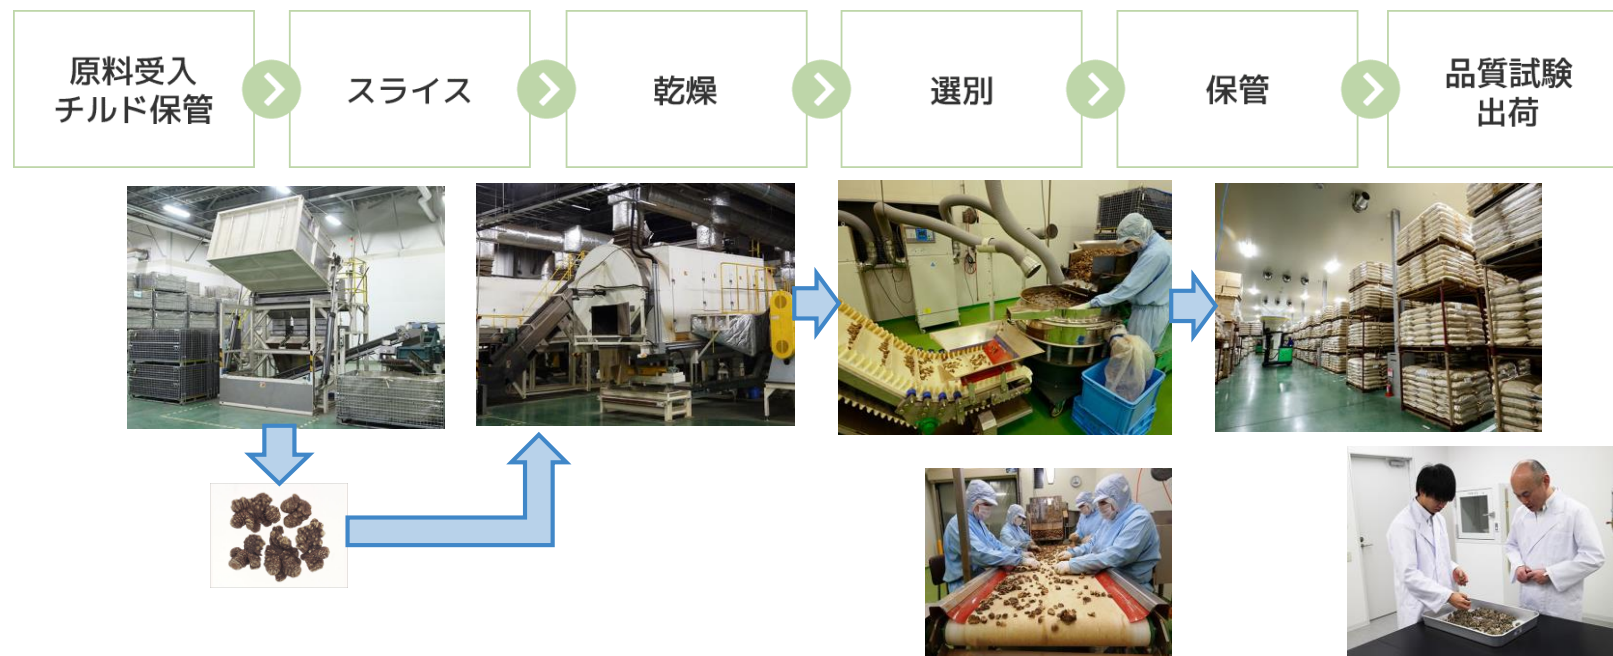 原料受入
チルド保管
スライス
乾燥
選別
保管
品質試験
出荷